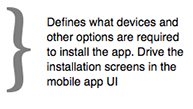 Defines what devices and
other options are required
to install the app. Drive the
installation screens in the
mobile app UI